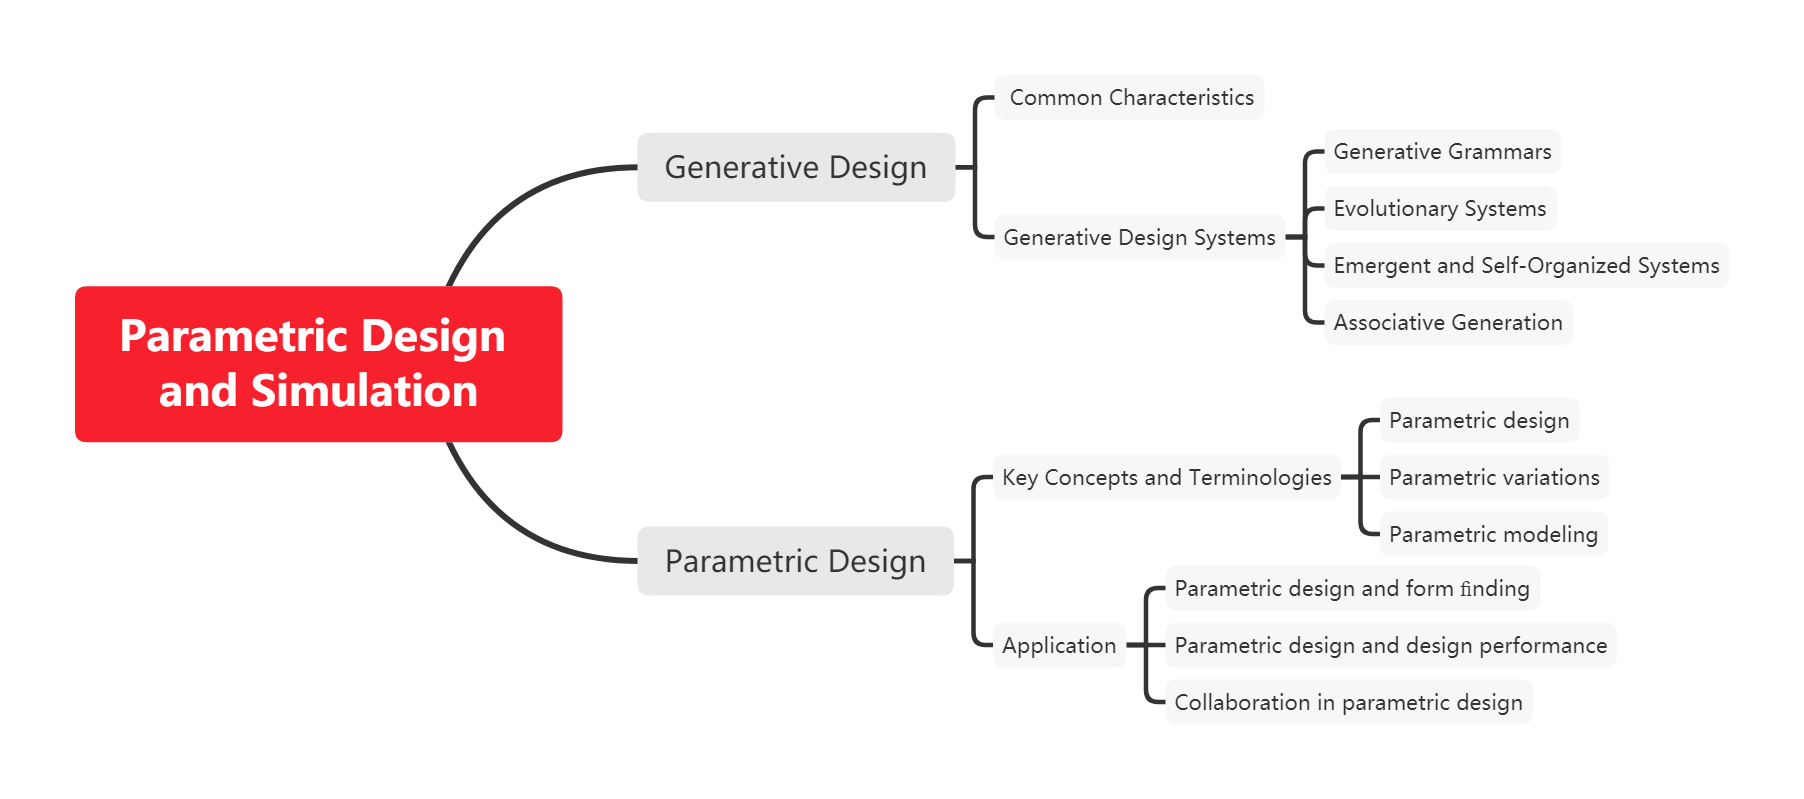 Parametric Design
and Simulation
Generative Design
Common Characteristics
Generative Design Systems
Generative Grammars
Evolutionary Systems
Emergent and Self-Organized Systems
Associative Generation
Parametric Design
Key Concepts and Terminologies
Parametric design
Parametric variations
Parametric modeling
Application
Parametric design and form finding
Parametric design and design performance
Collaboration in parametric design